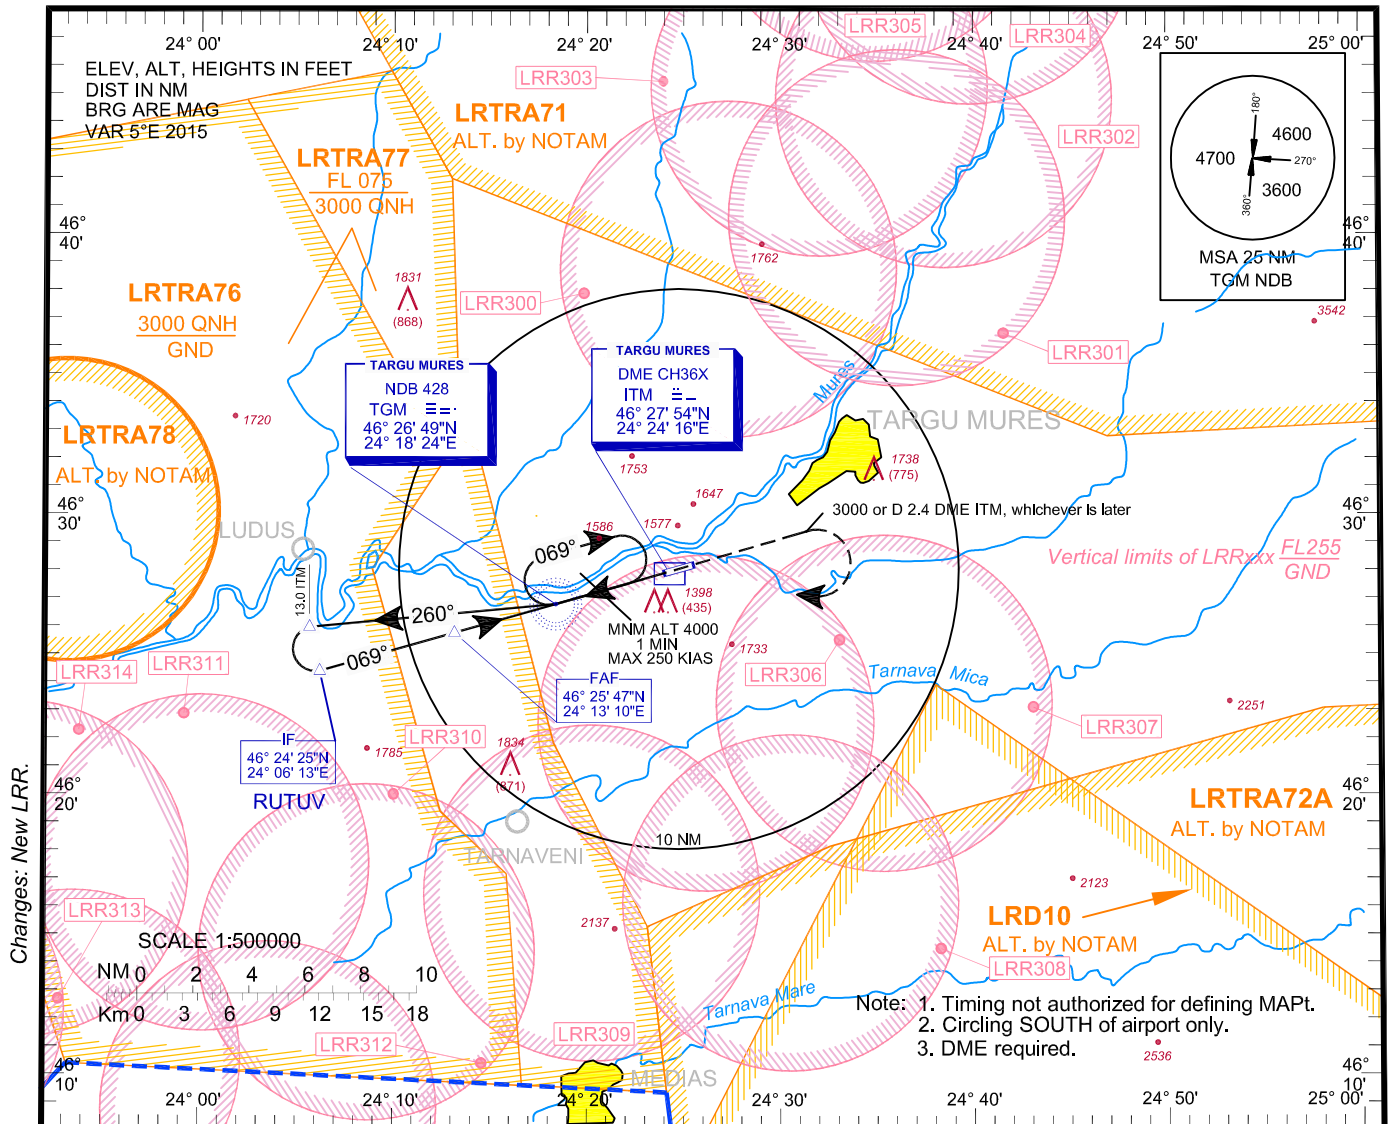 24° 00'
24° 10'
24° 20'
24° 30'
24° 40'
24° 50'
25° 00'
LRR305
LRR304
LRR303
LRR302
ELEV, ALT, HEIGHTS IN FEET
DIST IN NM
BRG ARE MAG
VAR 5°E 2015
LRTRA71
ALT. by NOTAM
LRTRA77
FL 075
3000 QNH
180°
4600
4700
270°
3600
360°
MSA 25 NM
TGM NDB
46°
40'
46°
40'
1762
1831
(868)
LRTRA76
3000 QNH
GND
LRR300
3542
LRR301
TARGU MURES
NDB 428
TGM
46° 26' 49"N
24° 18' 24"E
TARGU MURES
DME CH36X
ITM
46° 27' 54"N
24° 24' 16"E
Mures
TARGU MURES
1720
LRTRA78
ALT. by NOTAM
1753
1738
(775)
1647
3000 or D 2.4 DME ITM, whichever is later
46°
30'
46°
30'
1577
1586
LUDUS
069°
Vertical limits of LRRxxx FL255
GND
13.0 ITM
1398
(435)
260°
MNM ALT 4000
1 MIN
MAX 250 KIAS
069°
1733
LRR306
Tarnava Mica
LRR314
LRR311
FAF
46° 25' 47"N
24° 13' 10"E
2251
LRR307
LRR310
IF
46° 24' 25"N
24° 06' 13"E
RUTUV
1785
1834
(871)
46°
20'
46°
20'
LRTRA72A
ALT. by NOTAM
10 NM
TARNAVENI
2123
LRR313
LRD10
ALT. by NOTAM
2137
SCALE 1:500000
NM 0 2 4 6 8 10
Km 0 3 6 9 12 15 18
LRR308
Tarnava Mare
Note: 1. Timing not authorized for defining MAPt.
2. Circling SOUTH of airport only.
3. DME required.
LRR309
LRR312
2536
46°
10'
46°
10'
MEDIAS
24° 00'
24° 10'
24° 20'
24° 30'
24° 40'
24° 50'
25° 00'
Changes: New LRR.